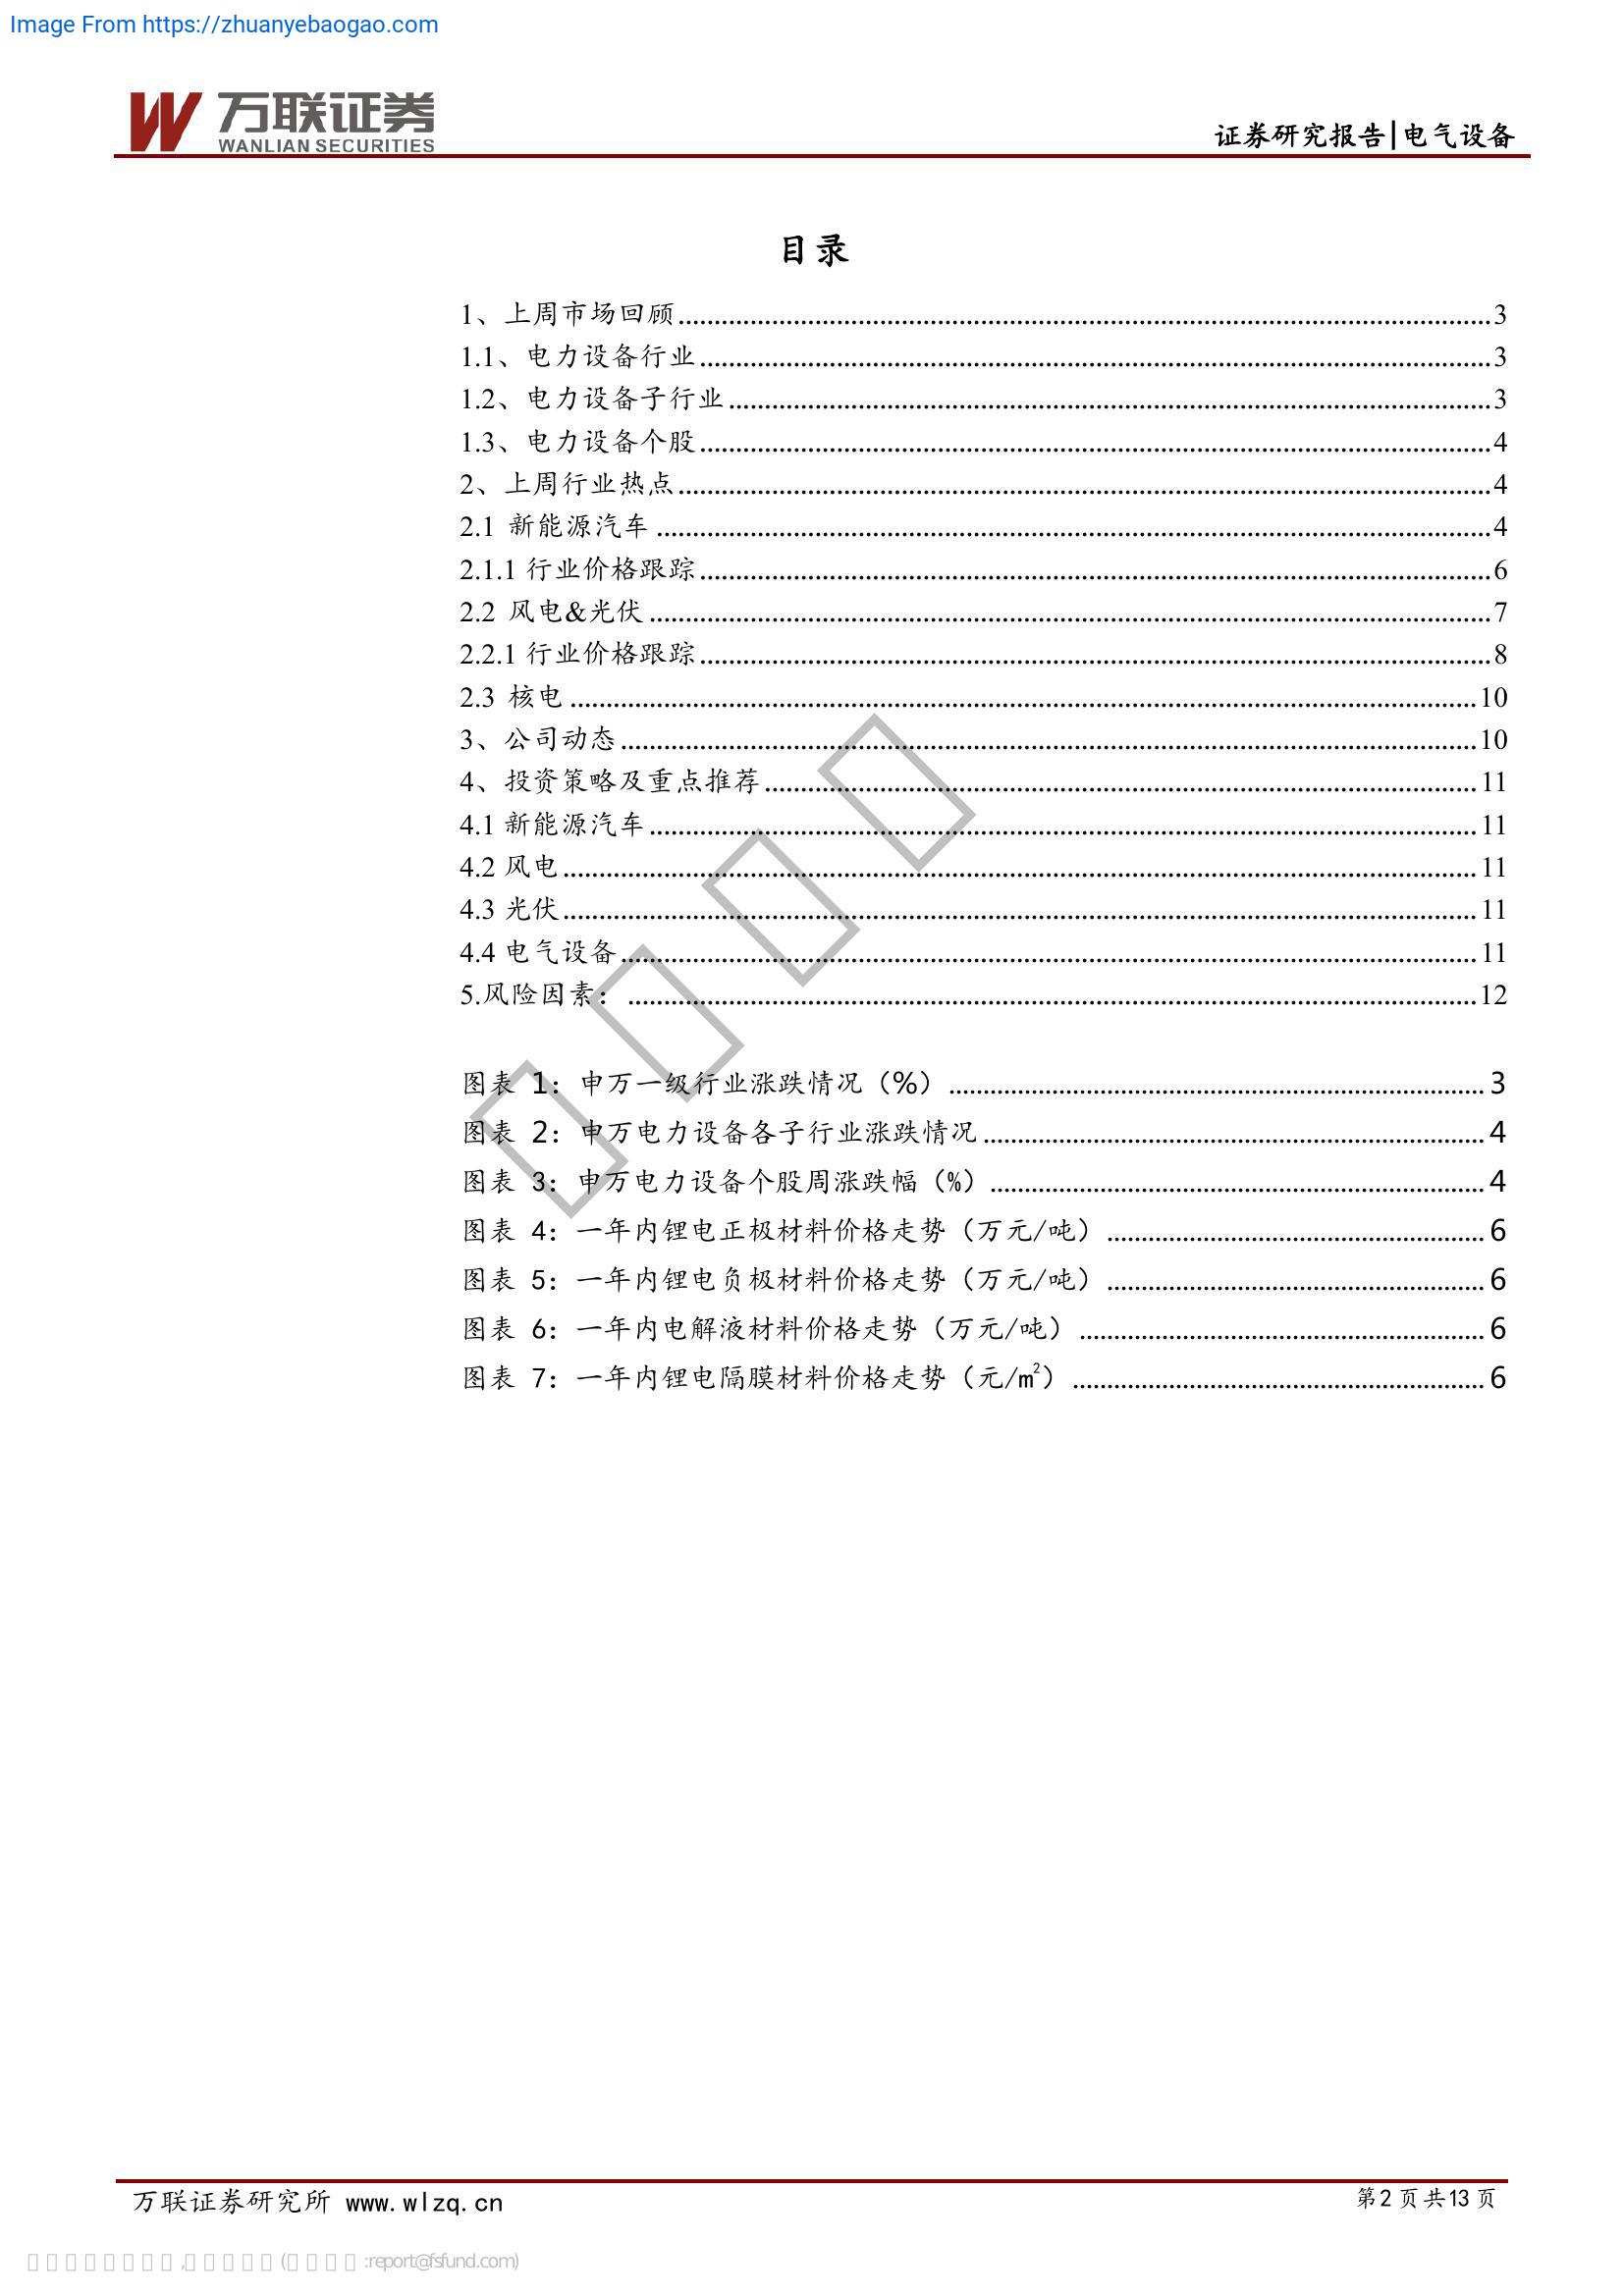 Image From https://zhuanyebaogao.com
万联证券
WANLIAN SECURITIES
证券研究报告|电气设备
目录
1、上周市场回顾 3
1.1、电力设备行业 3
1.2、电力设备子行业 3
1.3、电力设备个股 4
2、上周行业热点 4
2.1 新能源汽车 4
2.1.1 行业价格跟踪 6
2.2 风电&光伏 7
2.2.1 行业价格跟踪 8
2.3 核电 10
3、公司动态 10
4、投资策略及重点推荐 11
4.1 新能源汽车 11
4.2 风电 11
4.3 光伏 11
4.4 电气设备 11
5.风险因素： 12
图表 1：申万一级行业涨跌情况（%） 3
图表 2：申万电力设备各子行业涨跌情况 4
图表 3：申万电力设备个股周涨跌幅（%） 4
图表 4：一年内锂电正极材料价格走势（万元/吨） 6
图表 5：一年内锂电负极材料价格走势（万元/吨） 6
图表 6：一年内电解液材料价格走势（万元/吨） 6
图表 7：一年内锂电隔膜材料价格走势（元/m²） 6
万联证券研究所 www.wlzq.cn
第2页共13页
:report@fsfund.com)